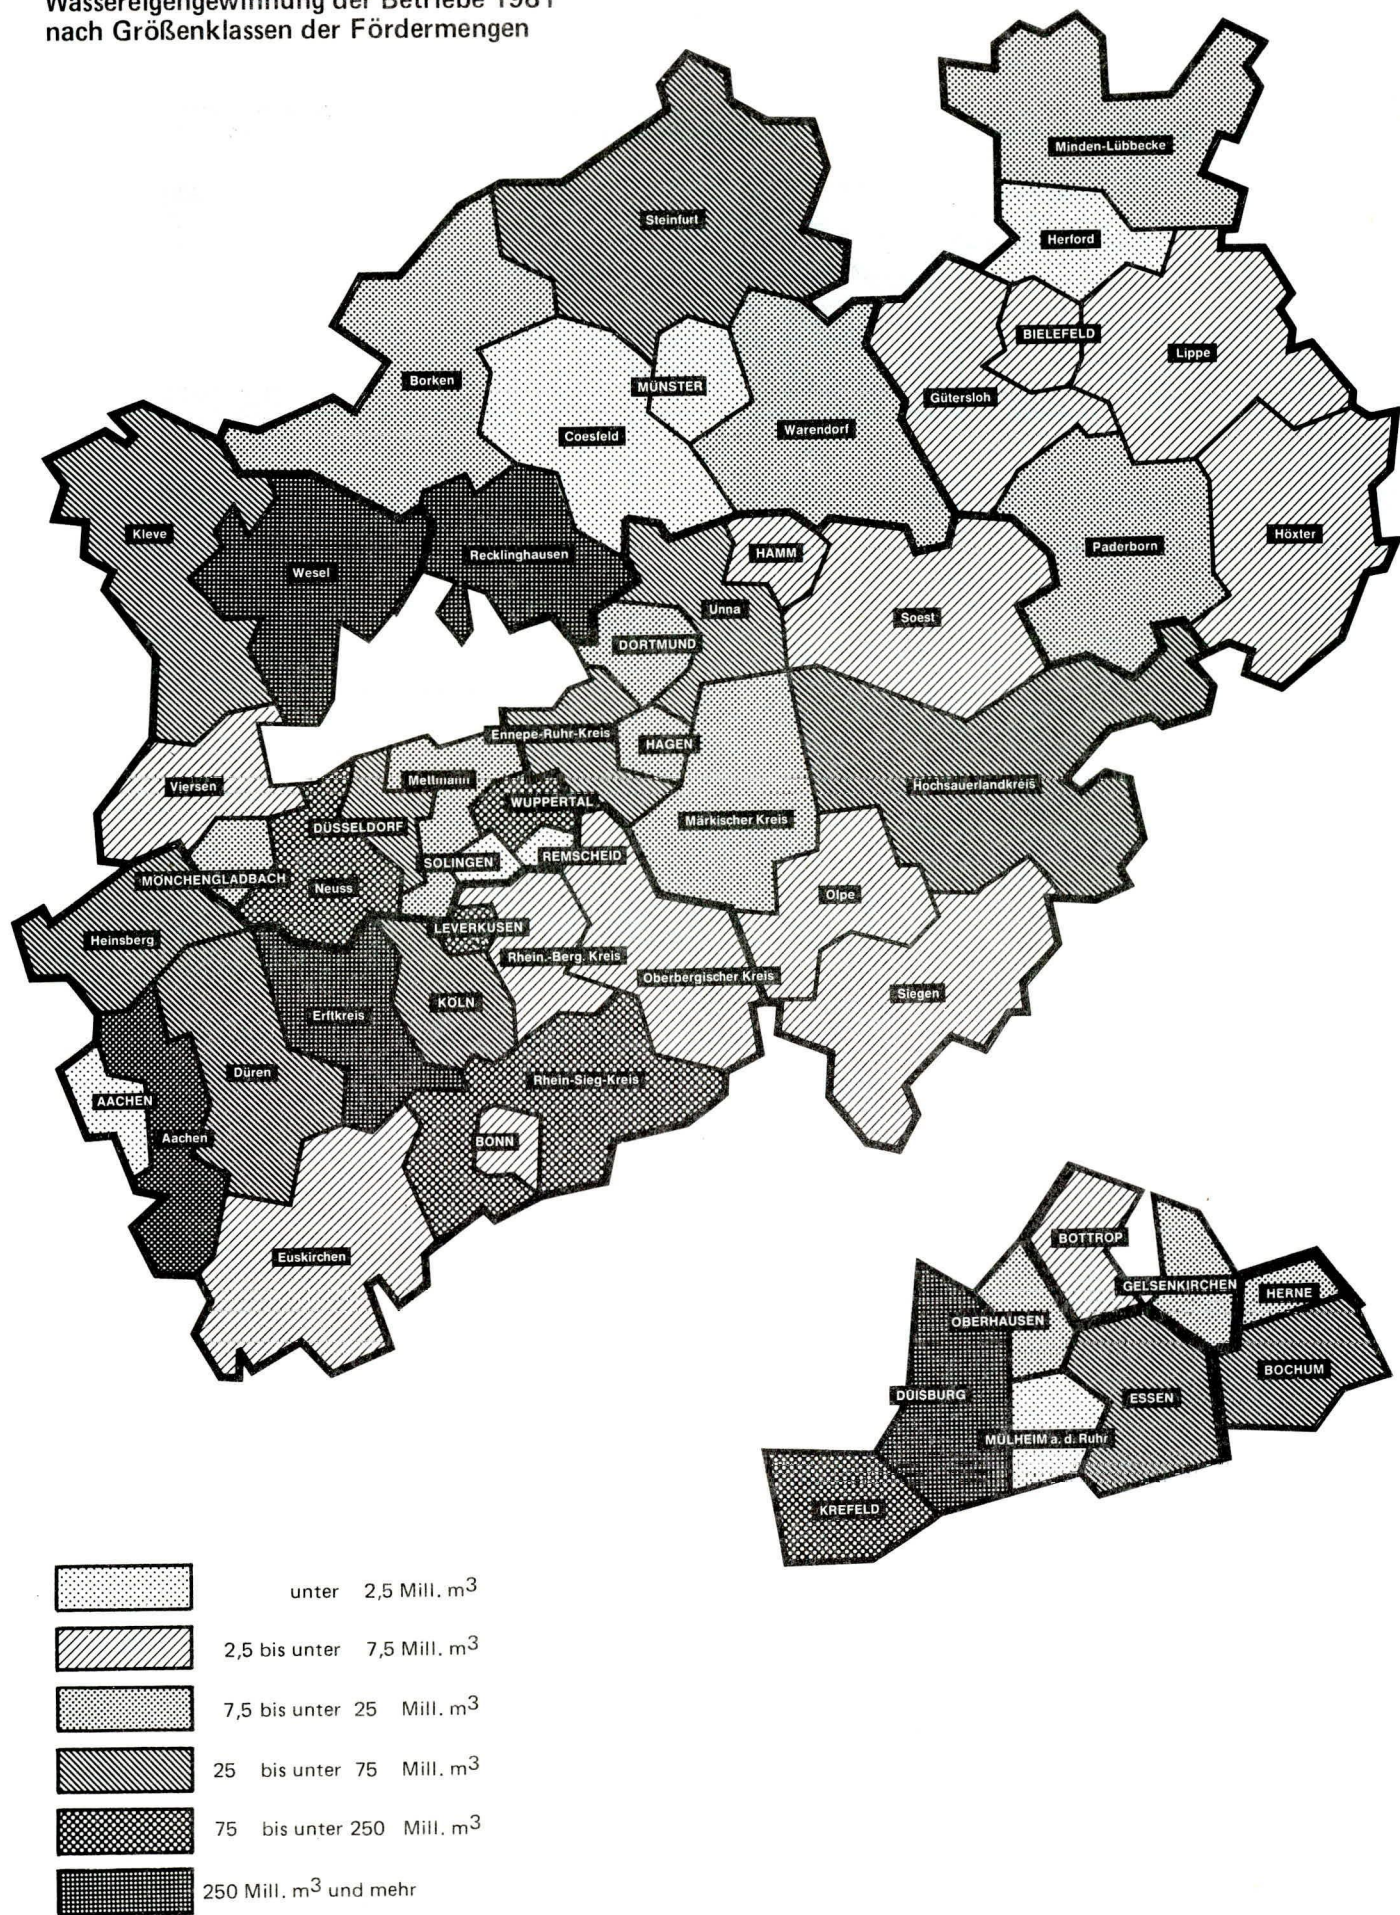 Wassereigengewinnung der Betriebe 1981
nach Größenklassen der Fördermengen
Minden-Lübbecke
Steinfurt
Herford
BIELEFELD
Lippe
Borken
MÜNSTER
Gütersloh
Coesfeld
Warendorf
Kleve
Höxter
Recklinghausen
HAMM
Paderborn
Wesel
Unna
Soest
DORTMUND
Ennepe-Ruhr-Kreis
HAGEN
Mettmann
Viersen
Hochsauerlandkreis
WUPPERTAL
Märkischer Kreis
DÜSSELDORF
SOLINGEN
REMSCHEID
MÖNCHENGLADBACH
Neuss
Olpe
LEVERKUSEN
Heinsberg
Rhein.-Berg. Kreis
Oberbergischer Kreis
Siegen
KÖLN
Erftkreis
Düren
Rhein-Sieg-Kreis
AACHEN
Aachen
BONN
Euskirchen
BOTTROP
GELSENKIRCHEN
HERNE
OBERHAUSEN
BOCHUM
DUISBURG
ESSEN
MÜLHEIM a. d. Ruhr
KREFELD
unter 2,5 Mill. m³
2,5 bis unter 7,5 Mill. m³
7,5 bis unter 25 Mill. m³
25 bis unter 75 Mill. m³
75 bis unter 250 Mill. m³
250 Mill. m³ und mehr